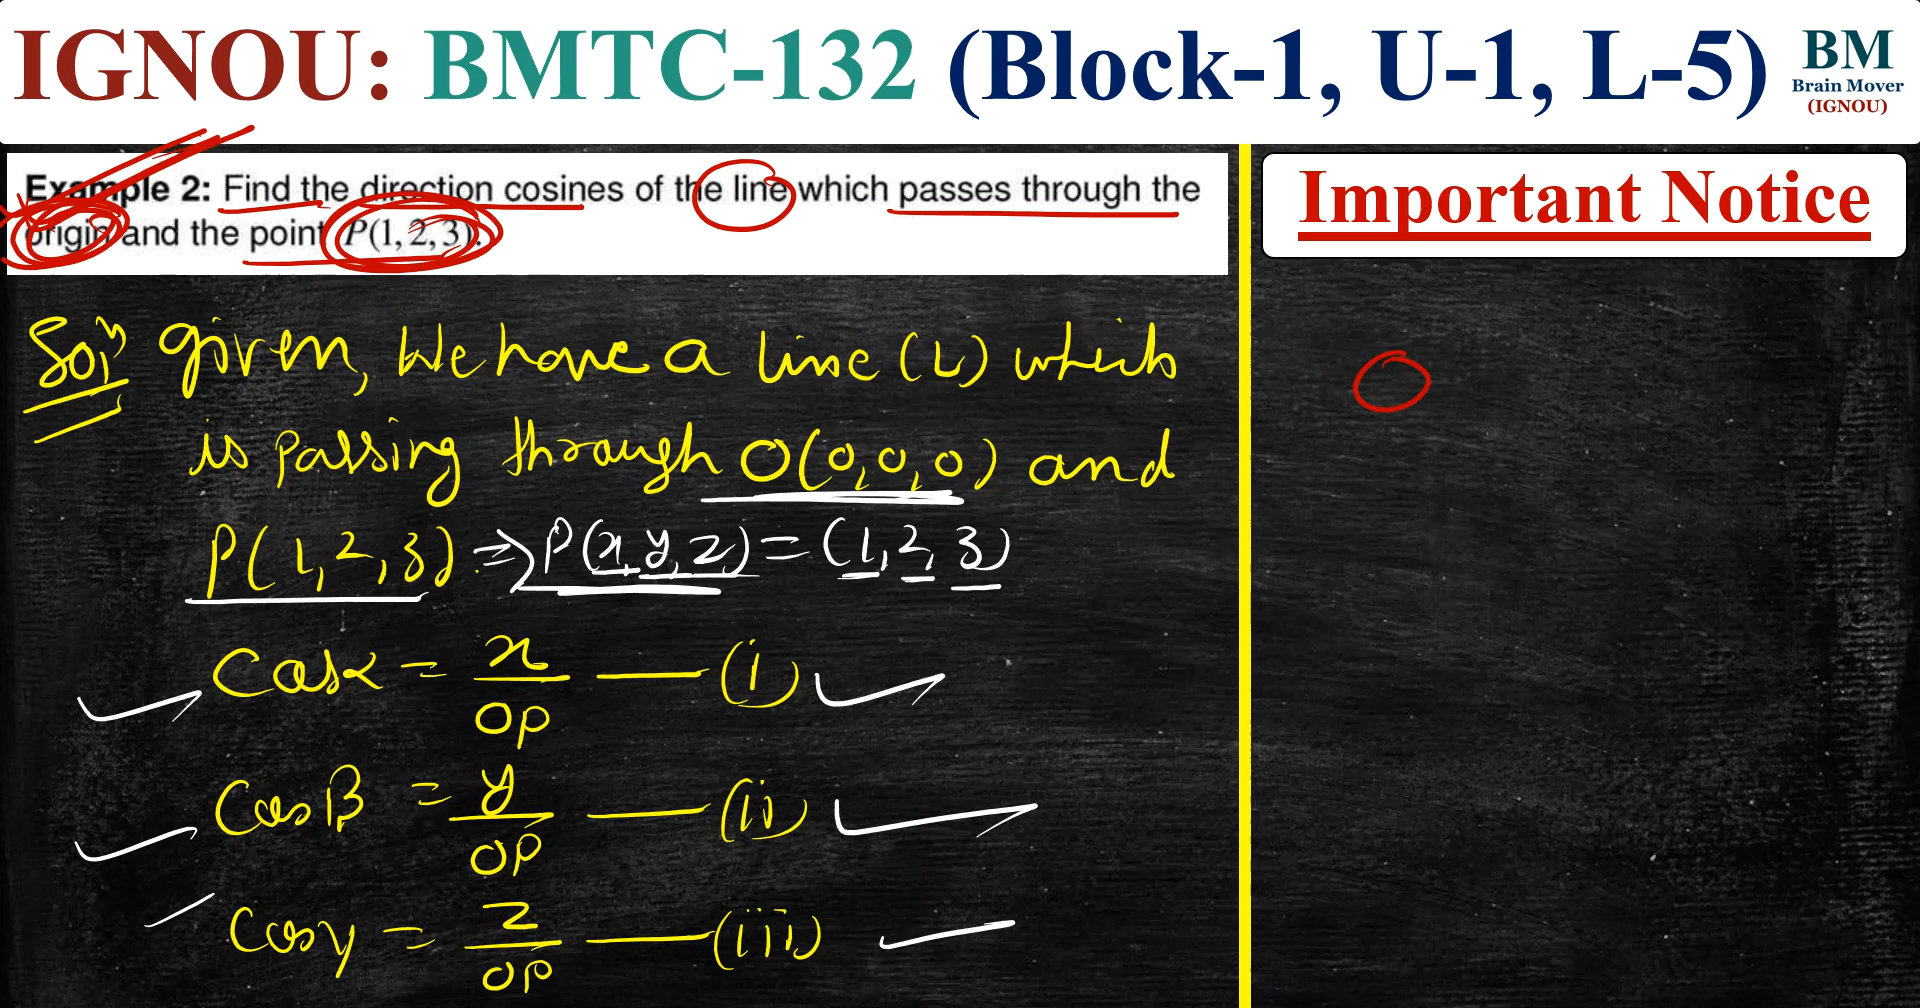 IGNOU: BMTC-132 (Block-1, U-1, L-5)
BM
Brain Mover
(IGNOU)
Example 2: Find the direction cosines of the line which passes through the
origin and the point P(1, 2, 3).
Important Notice
Solⁿ given, We have a line (L) which
is passing through O(0,0,0) and
P(1,2,3) => P(x,y,z) = (1,2,3)
Cosα = x/OP — (i)
Cosβ = y/OP — (ii)
Cosγ = z/OP — (iii)